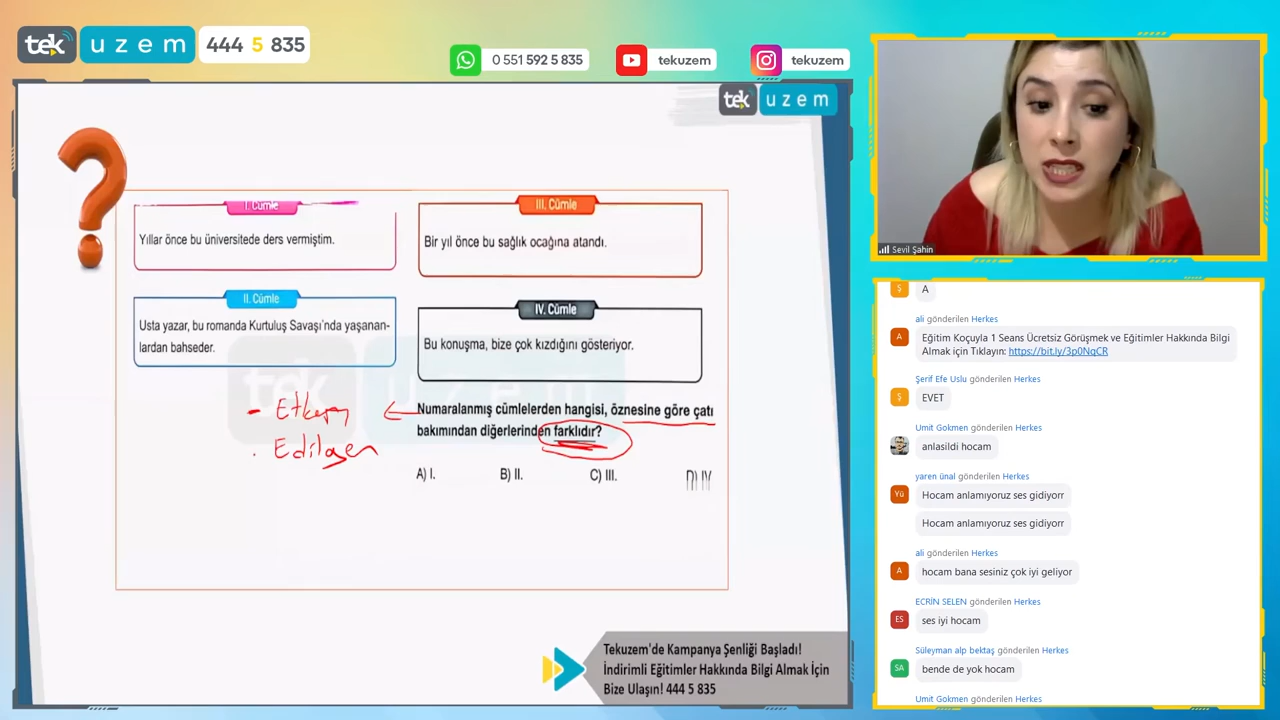 tek uzem 444 5 835
0 551 592 5 835
tekuzem
tekuzem
tek uzem
I. Cümle
Yıllar önce bu üniversitede ders vermiştim.
III. Cümle
Bir yıl önce bu sağlık ocağına atandı.
II. Cümle
Usta yazar, bu romanda Kurtuluş Savaşı'nda yaşanan-
lardan bahseder.
IV. Cümle
Bu konuşma, bize çok kızdığını gösteriyor.
tek
- Etken
. Edilgen
Numaralanmış cümlelerden hangisi, öznesine göre çatı
bakımından diğerlerinden farklıdır?
A) I. B) II. C) III. D) IV
Tekuzem'de Kampanya Şenliği Başladı!
İndirimli Eğitimler Hakkında Bilgi Almak İçin
Bize Ulaşın! 444 5 835
Sevil Şahin
Ş
A
ali gönderilen Herkes
A
Eğitim Koçuyla 1 Seans Ücretsiz Görüşmek ve Eğitimler Hakkında Bilgi
Almak için Tıklayın: https://bit.ly/3p0NqCR
Şerif Efe Uslu gönderilen Herkes
Ş
EVET
Umit Gokmen gönderilen Herkes
anlasildi hocam
yaren ünal gönderilen Herkes
Yü
Hocam anlamıyoruz ses gidiyorr
Hocam anlamıyoruz ses gidiyorr
ali gönderilen Herkes
A
hocam bana sesiniz çok iyi geliyor
ECRİN SELEN gönderilen Herkes
ES
ses iyi hocam
Süleyman alp bektaş gönderilen Herkes
SA
bende de yok hocam
Umit Gokmen gönderilen Herkes